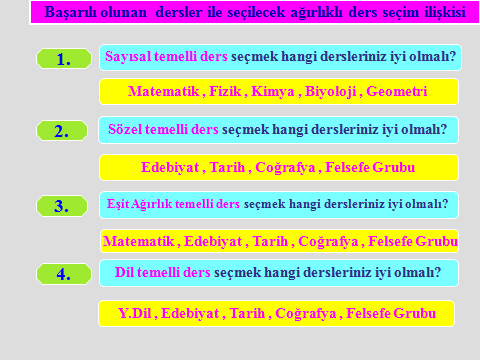 Başarılı olunan dersler ile seçilecek ağırlıklı ders seçim ilişkisi
1.
Sayısal temelli ders seçmek hangi dersleriniz iyi olmalı?
Matematik , Fizik , Kimya , Biyoloji , Geometri
2.
Sözel temelli ders seçmek hangi dersleriniz iyi olmalı?
Edebiyat , Tarih , Coğrafya , Felsefe Grubu
3.
Eşit Ağırlık temelli ders seçmek hangi dersleriniz iyi olmalı?
Matematik , Edebiyat , Tarih , Coğrafya , Felsefe Grubu
4.
Dil temelli ders seçmek hangi dersleriniz iyi olmalı?
Y.Dil , Edebiyat , Tarih , Coğrafya , Felsefe Grubu